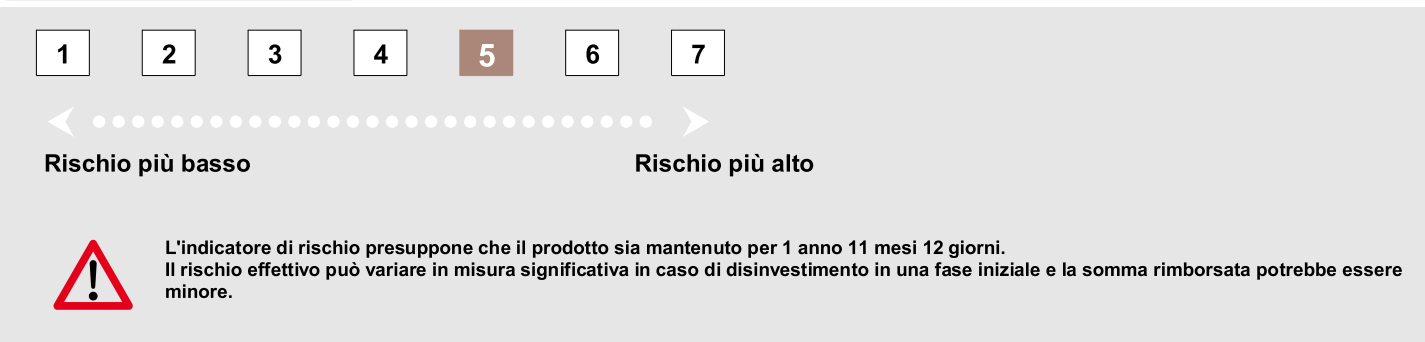 1 2 3 4 5 6 7
Rischio più basso Rischio più alto
L'indicatore di rischio presuppone che il prodotto sia mantenuto per 1 anno 11 mesi 12 giorni.
Il rischio effettivo può variare in misura significativa in caso di disinvestimento in una fase iniziale e la somma rimborsata potrebbe essere
minore.